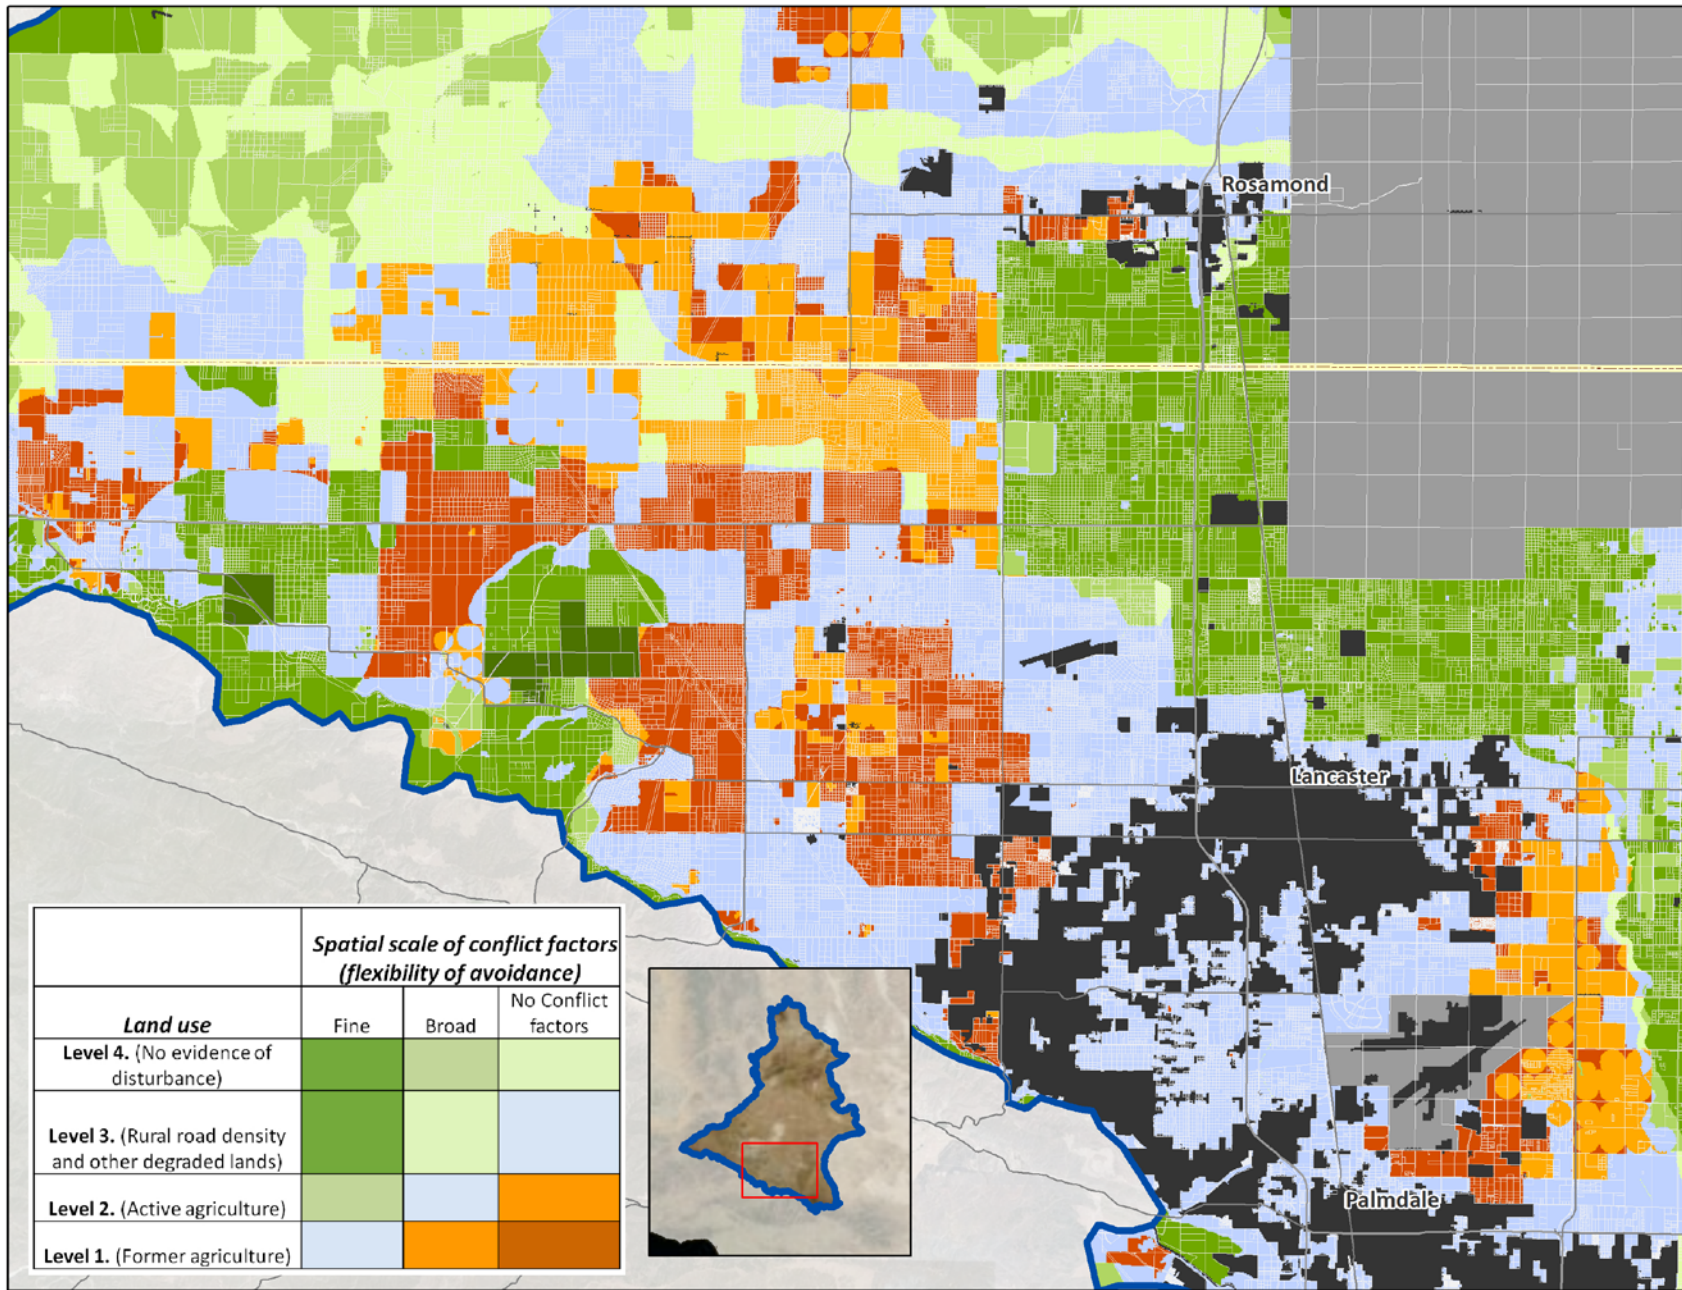 Rosamond
Lancaster
Palmdale
Spatial scale of conflict factors
(flexibility of avoidance)
Land use
Fine
Broad
No Conflict
factors
Level 4. (No evidence of
disturbance)
Level 3. (Rural road density
and other degraded lands)
Level 2. (Active agriculture)
Level 1. (Former agriculture)